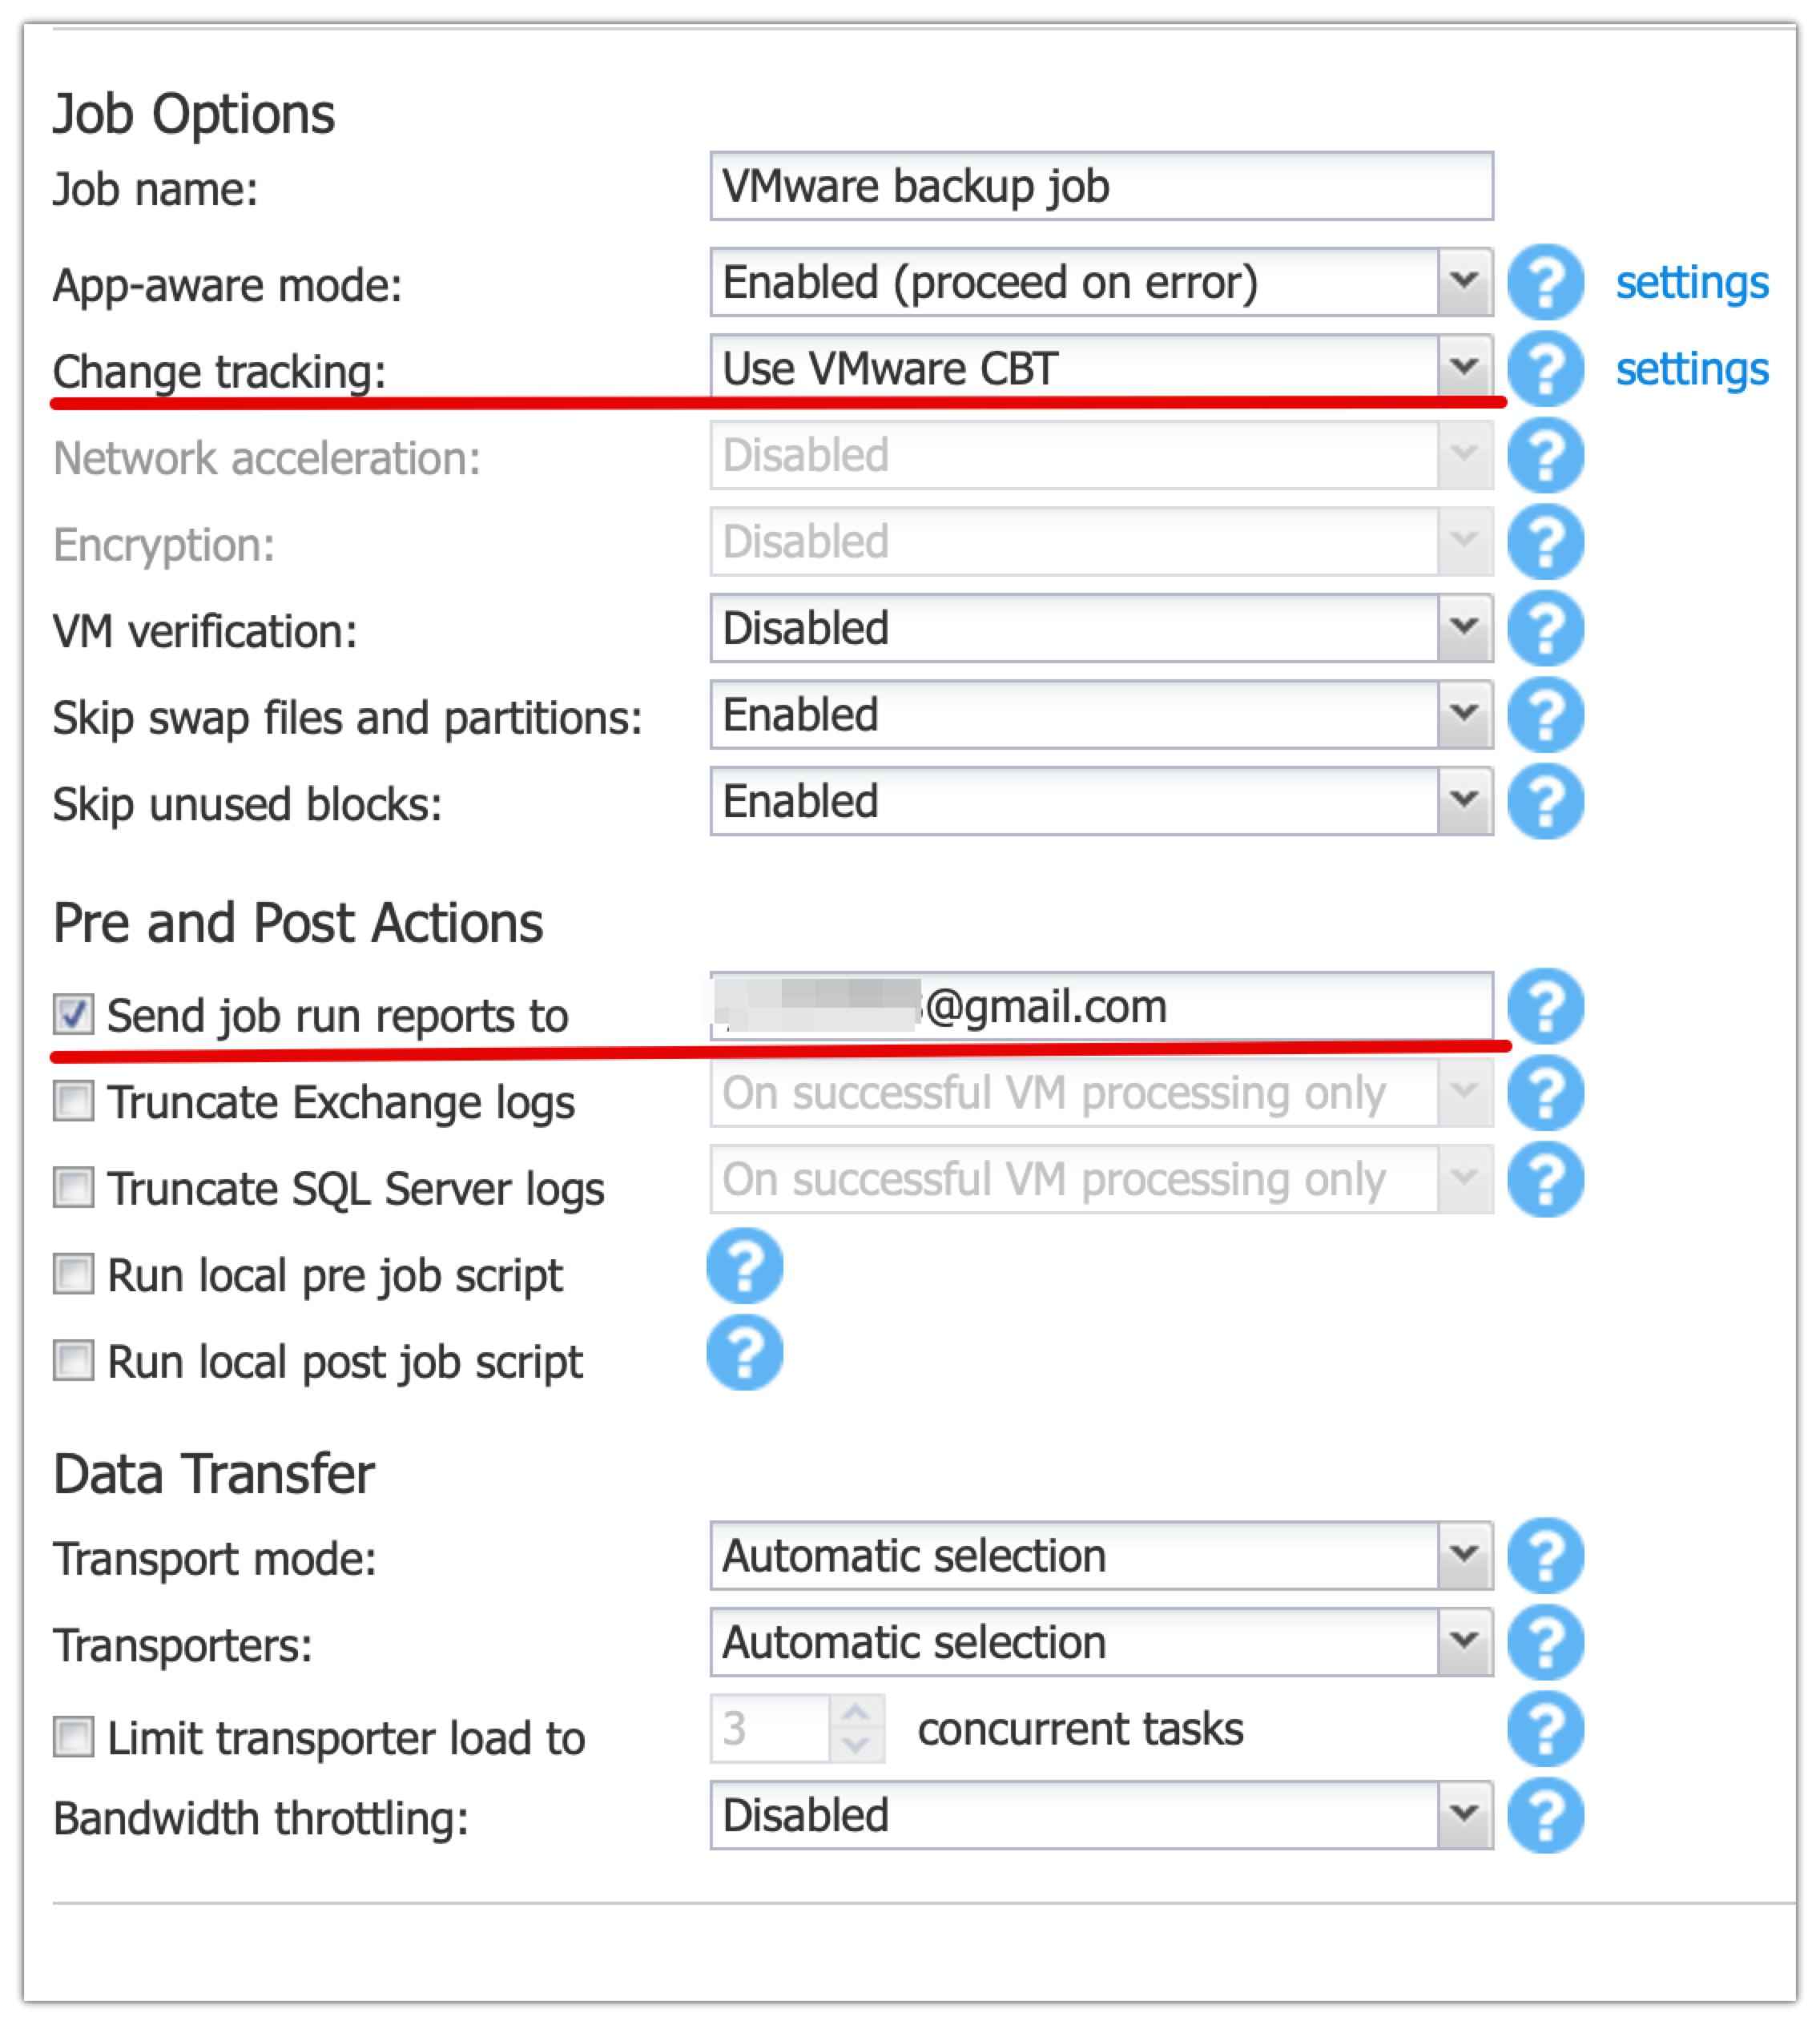 Job Options
Job name: VMware backup job
App-aware mode: Enabled (proceed on error) ? settings
Change tracking: Use VMware CBT ? settings
Network acceleration: Disabled ?
Encryption: Disabled ?
VM verification: Disabled ?
Skip swap files and partitions: Enabled ?
Skip unused blocks: Enabled ?
Pre and Post Actions
Send job run reports to @gmail.com ?
Truncate Exchange logs On successful VM processing only ?
Truncate SQL Server logs On successful VM processing only ?
Run local pre job script ?
Run local post job script ?
Data Transfer
Transport mode: Automatic selection ?
Transporters: Automatic selection ?
Limit transporter load to 3 concurrent tasks ?
Bandwidth throttling: Disabled ?